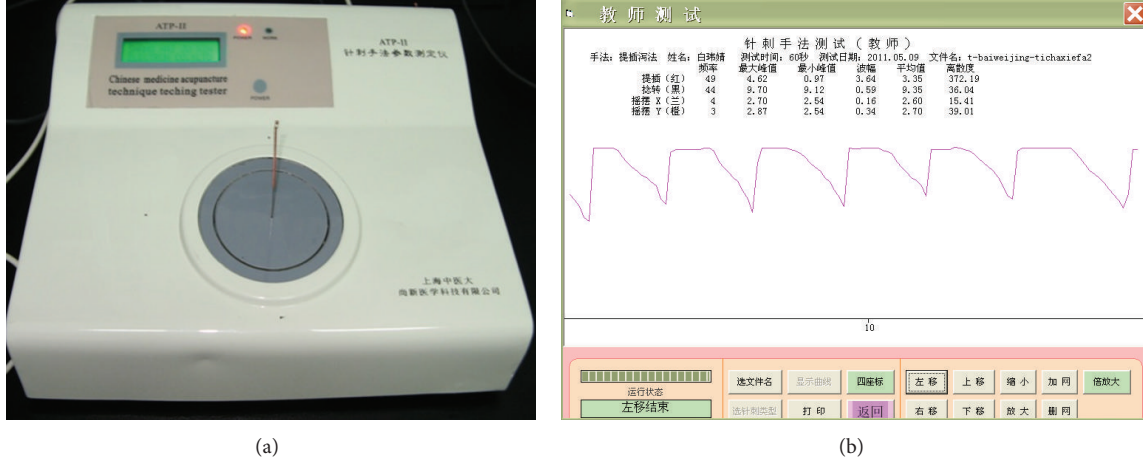 ATP-II
POWER
WORK
Chinese medicine acupuncture
technique teching tester
POWER
ATP-II
针刺手法参数测定仪
上海中医大
尚新医学科技有限公司
(a)
教师测试
针刺手法测试(教师)
手法: 提插泻法 姓名: 白玮婧 测试时间: 60秒 测试日期: 2011.05.09 文件名: t-baiweijing-tichaxiefa2
频率 最大峰值 最小峰值 波幅 平均值 离散度
提插(红) 49 4.62 0.97 3.64 3.35 372.19
捻转(黑) 44 9.70 9.12 0.59 9.35 36.04
摇摆 X(兰) 4 2.70 2.54 0.16 2.60 15.41
摇摆 Y(橙) 3 2.87 2.54 0.34 2.70 39.01
10
选文件名 显示曲线 四座标 左移 上移 缩小 加网 倍放大
运行状态
左移结束
选针刺类型 打印 返回 右移 下移 放大 删网
(b)